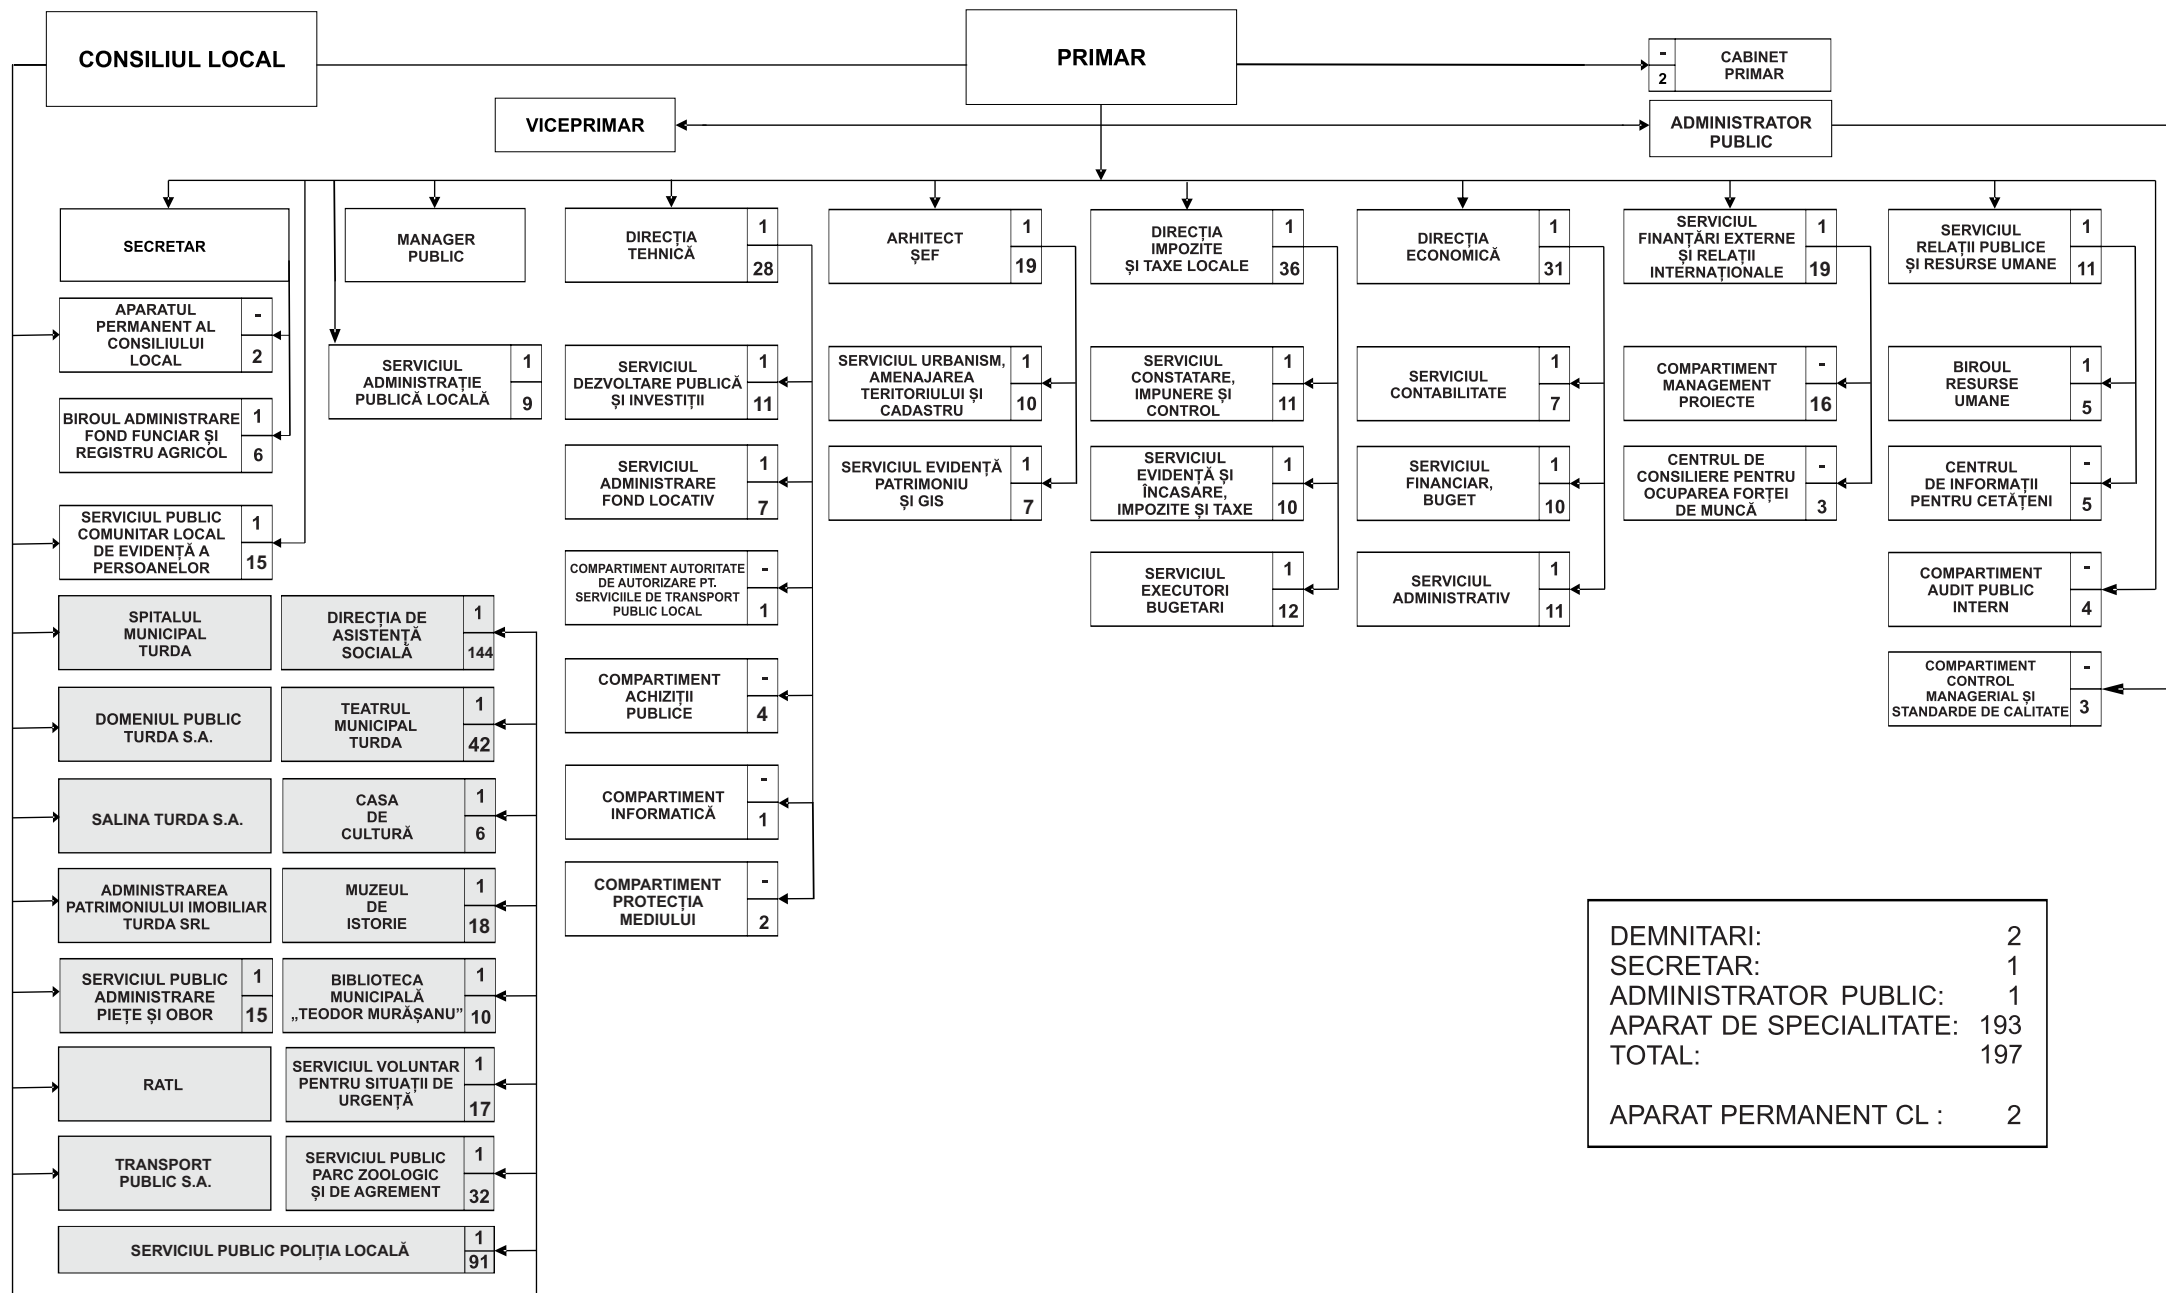 CONSILIUL LOCAL
PRIMAR
-
2
CABINET
PRIMAR
VICEPRIMAR
ADMINISTRATOR
PUBLIC
SECRETAR
MANAGER
PUBLIC
DIRECȚIA
TEHNICĂ
1
28
ARHITECT
ȘEF
1
19
DIRECȚIA
IMPOZITE
ȘI TAXE LOCALE
1
36
DIRECȚIA
ECONOMICĂ
1
31
SERVICIUL
FINANȚĂRI EXTERNE
ȘI RELAȚII
INTERNAȚIONALE
1
19
SERVICIUL
RELAȚII PUBLICE
ȘI RESURSE UMANE
1
11
APARATUL
PERMANENT AL
CONSILIULUI
LOCAL
-
2
SERVICIUL
ADMINISTRAȚIE
PUBLICĂ LOCALĂ
1
9
SERVICIUL
DEZVOLTARE PUBLICĂ
ȘI INVESTIȚII
1
11
SERVICIUL URBANISM,
AMENAJAREA
TERITORIULUI ȘI
CADASTRU
1
10
SERVICIUL
CONSTATARE,
IMPUNERE ȘI
CONTROL
1
11
SERVICIUL
CONTABILITATE
1
7
COMPARTIMENT
MANAGEMENT
PROIECTE
-
16
BIROUL
RESURSE
UMANE
1
5
BIROUL ADMINISTRARE
FOND FUNCIAR ȘI
REGISTRU AGRICOL
1
6
SERVICIUL
ADMINISTRARE
FOND LOCATIV
1
7
SERVICIUL EVIDENȚĂ
PATRIMONIU
ȘI GIS
1
7
SERVICIUL
EVIDENȚĂ ȘI
ÎNCASARE,
IMPOZITE ȘI TAXE
1
10
SERVICIUL
FINANCIAR,
BUGET
1
10
CENTRUL DE
CONSILIERE PENTRU
OCUPAREA FORȚEI
DE MUNCĂ
-
3
CENTRUL
DE INFORMAȚII
PENTRU CETĂȚENI
-
5
SERVICIUL PUBLIC
COMUNITAR LOCAL
DE EVIDENȚĂ A
PERSOANELOR
1
15
COMPARTIMENT AUTORITATE
DE AUTORIZARE PT.
SERVICIILE DE TRANSPORT
PUBLIC LOCAL
-
1
SERVICIUL
EXECUTORI
BUGETARI
1
12
SERVICIUL
ADMINISTRATIV
1
11
COMPARTIMENT
AUDIT PUBLIC
INTERN
-
4
SPITALUL
MUNICIPAL
TURDA
DIRECȚIA DE
ASISTENȚĂ
SOCIALĂ
1
144
COMPARTIMENT
ACHIZIȚII
PUBLICE
-
4
COMPARTIMENT
CONTROL
MANAGERIAL ȘI
STANDARDE DE CALITATE
-
3
DOMENIUL PUBLIC
TURDA S.A.
TEATRUL
MUNICIPAL
TURDA
1
42
SALINA TURDA S.A.
CASA
DE
CULTURĂ
1
6
COMPARTIMENT
INFORMATICĂ
-
1
ADMINISTRAREA
PATRIMONIULUI IMOBILIAR
TURDA SRL
MUZEUL
DE
ISTORIE
1
18
COMPARTIMENT
PROTECȚIA
MEDIULUI
-
2
SERVICIUL PUBLIC
ADMINISTRARE
PIEȚE ȘI OBOR
1
15
BIBLIOTECA
MUNICIPALĂ
„TEODOR MURĂȘANU”
1
10
RATL
SERVICIUL VOLUNTAR
PENTRU SITUAȚII DE
URGENȚĂ
1
17
TRANSPORT
PUBLIC S.A.
SERVICIUL PUBLIC
PARC ZOOLOGIC
ȘI DE AGREMENT
1
32
SERVICIUL PUBLIC POLIȚIA LOCALĂ
1
91
DEMNITARI: 2
SECRETAR: 1
ADMINISTRATOR PUBLIC: 1
APARAT DE SPECIALITATE: 193
TOTAL: 197
APARAT PERMANENT CL : 2